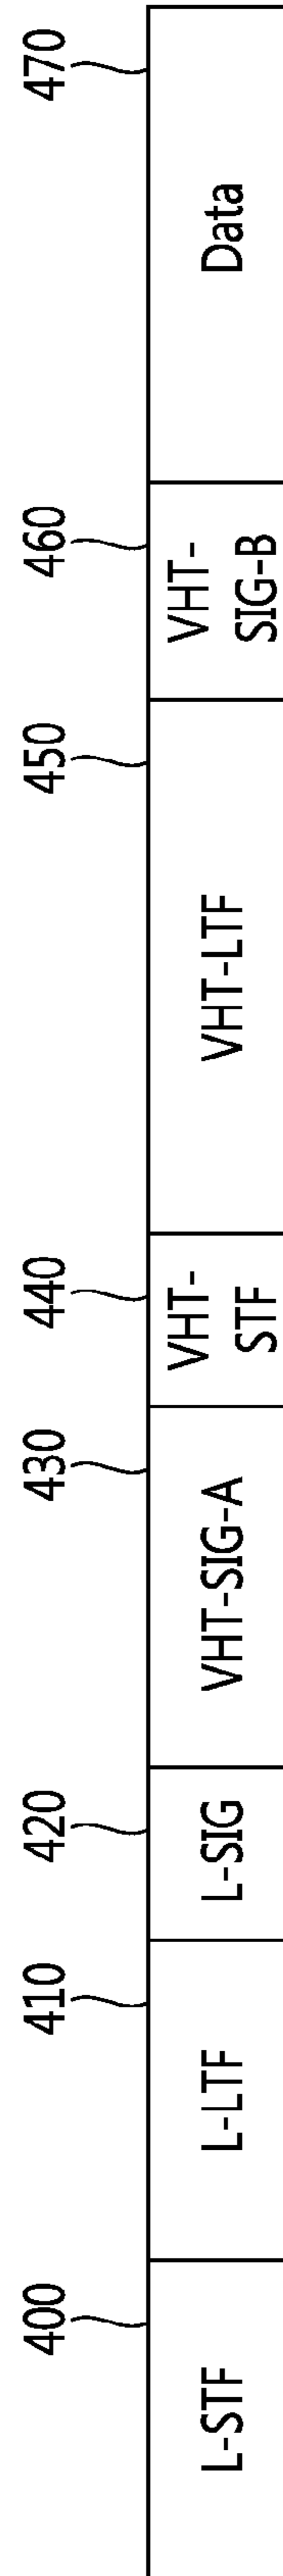 400
410
420
430
440
450
460
470
L-STF
L-LTF
L-SIG
VHT-SIG-A
VHT-
STF
VHT-LTF
VHT-
SIG-B
Data